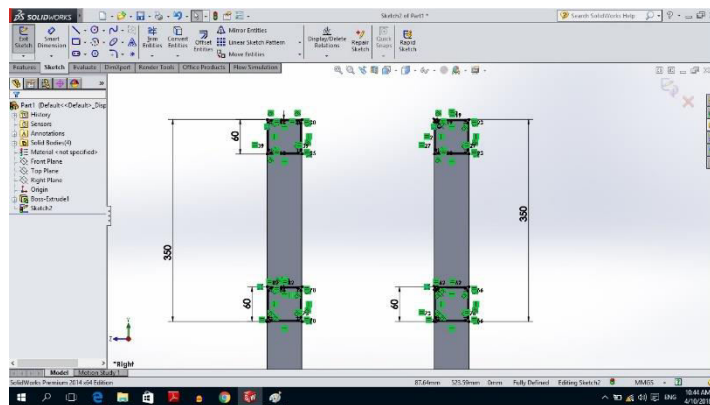 SOLIDWORKS
Sketch2 of Part1 *
Search SolidWorks Help
Exit Sketch
Smart Dimension
Trim Entities
Convert Entities
Offset Entities
Mirror Entities
Linear Sketch Pattern
Move Entities
Display/Delete Relations
Repair Sketch
Quick Snaps
Rapid Sketch
Features Sketch Evaluate DimXpert Render Tools Office Products Flow Simulation
Part1 (Default<<Default>_Disp
History
Sensors
Annotations
Solid Bodies(4)
Material <not specified>
Front Plane
Top Plane
Right Plane
Origin
Boss-Extrude1
Sketch2
60
350
60
350
60
*Right
Model Motion Study 1
SolidWorks Premium 2014 x64 Edition
87.64mm 523.59mm 0mm Fully Defined Editing Sketch2 MMGS
ENG
10:44 AM